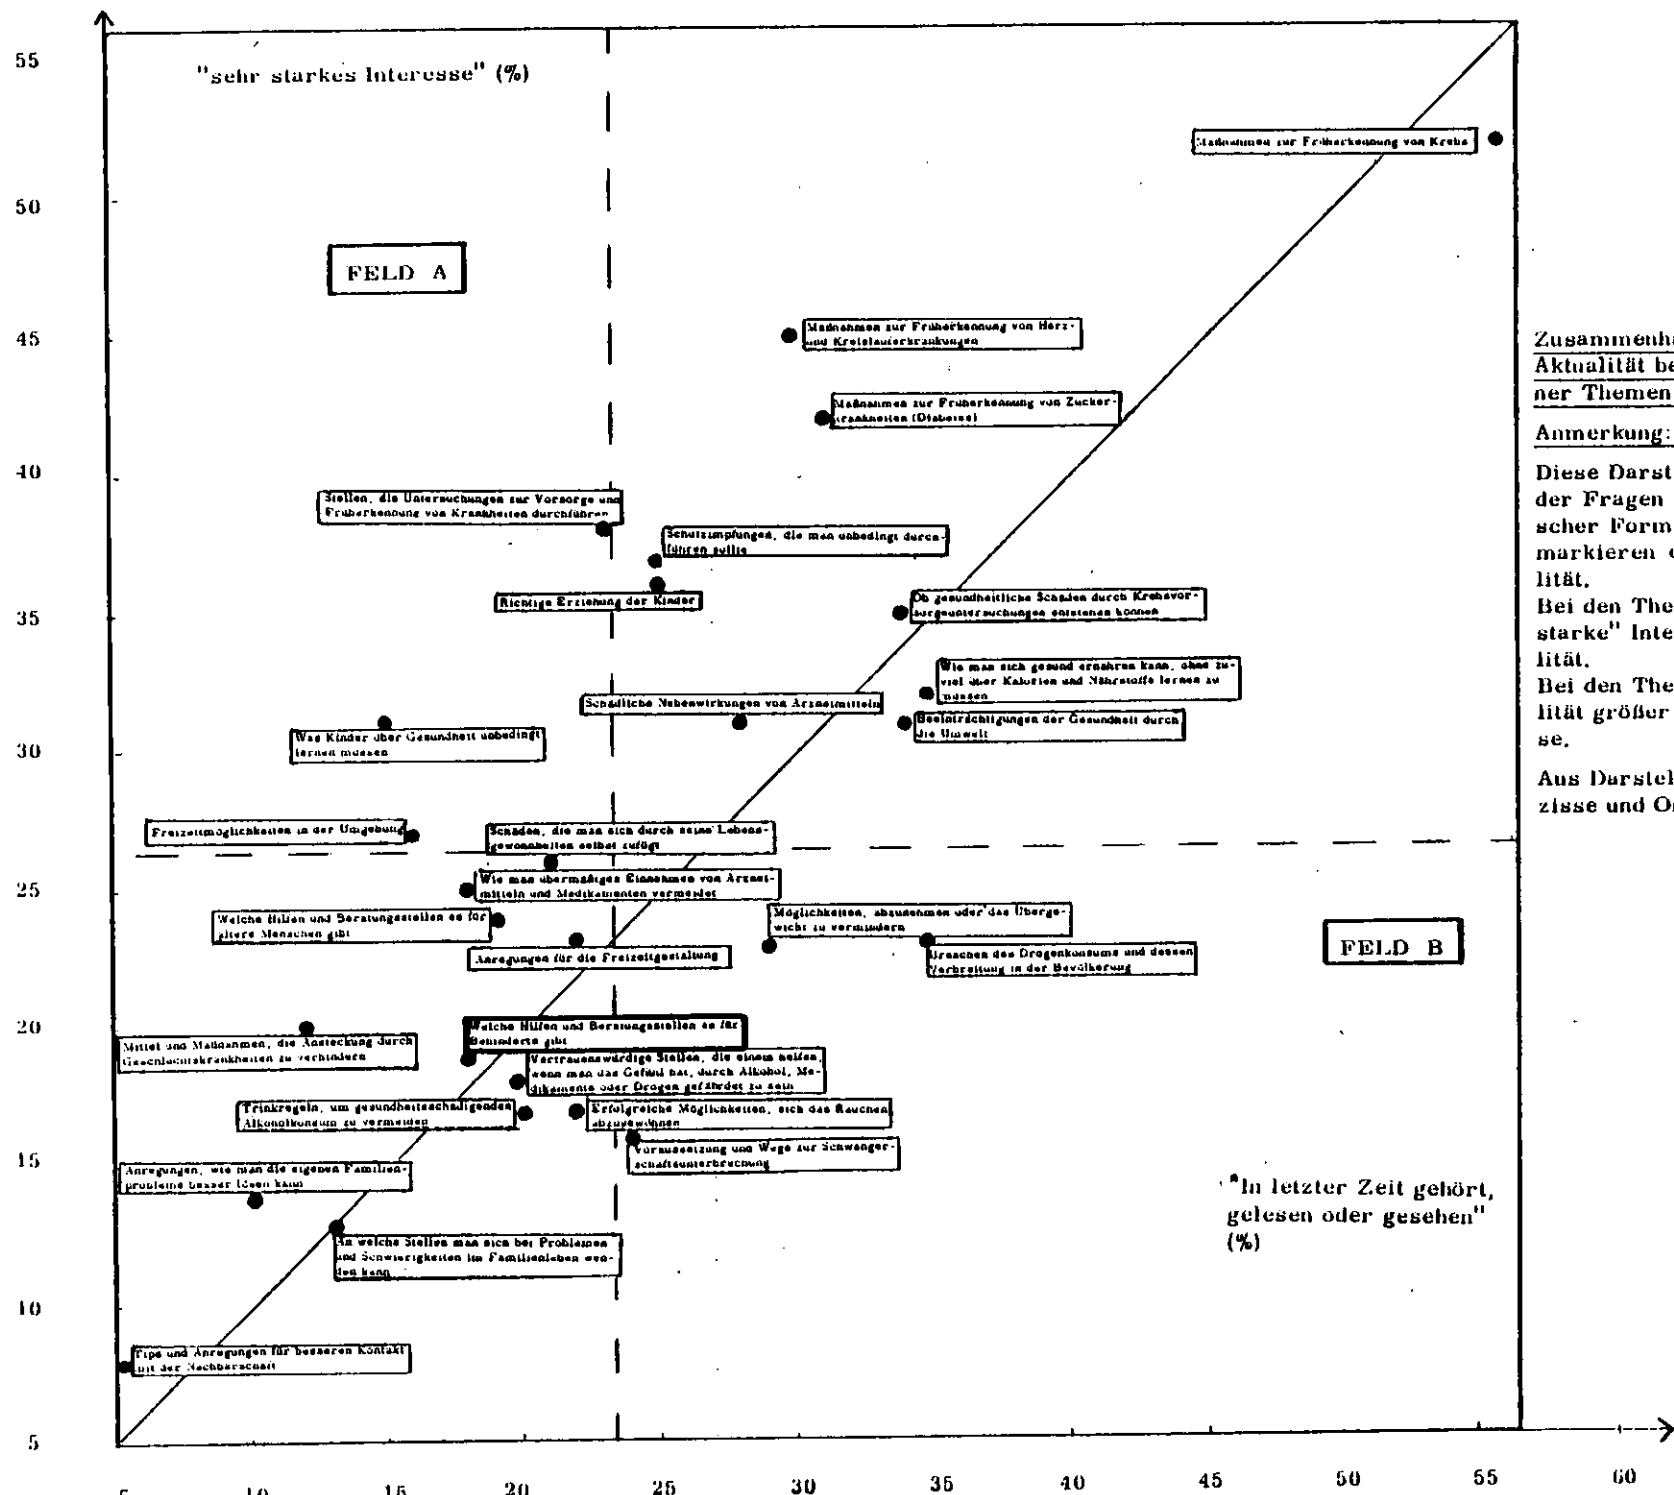 55
"sehr starkes Interesse" (%)
Maßnahmen zur Früherkennung von Krebs
50
FELD A
45
Maßnahmen zur Früherkennung von Herz-
und Kreislauferkrankungen
Maßnahmen zur Früherkennung von Zucker-
krankheiten (Diabetes)
40
Stellen, die Untersuchungen zur Vorsorge und
Früherkennung von Krankheiten durchführen
Schutzimpfungen, die man unbedingt durch-
führen sollte
Richtige Erziehung der Kinder
35
Ob gesundheitliche Schäden durch Krebsvor-
sorgeuntersuchungen entstehen können
Wie man sich gesund ernähren kann, ohne zu-
viel über Kalorien und Nährstoffe lernen zu
müssen
Schädliche Nebenwirkungen von Arzneimitteln
Beeinträchtigungen der Gesundheit durch
die Umwelt
Was Kinder über Gesundheit unbedingt
lernen müssen
30
Freizeitmöglichkeiten in der Umgebung
Schäden, die man sich durch seine Lebens-
gewohnheiten selbst zufügt
25
Wie man übermäßiges Einnehmen von Arznei-
mitteln und Medikamenten vermeidet
Welche Hilfen und Beratungsstellen es für
ältere Menschen gibt
Möglichkeiten, abzunehmen oder das Überge-
wicht zu vermindern
Anregungen für die Freizeitgestaltung
Ursachen des Drogenkonsums und dessen
Verbreitung in der Bevölkerung
FELD B
20
Welche Hilfen und Beratungsstellen es für
Behinderte gibt
Mittel und Maßnahmen, die Ansteckung durch
Geschlechtskrankheiten zu verhindern
Vertrauenswürdige Stellen, die einem helfen,
wenn man das Gefühl hat, durch Alkohol, Me-
dikamente oder Drogen gefährdet zu sein
Trinkregeln, um gesundheitsschädigenden
Alkoholkonsum zu vermeiden
Erfolgreiche Möglichkeiten, sich das Rauchen
abzugewöhnen
Voraussetzung und Wege zur Schwanger-
schaftsunterbrechung
15
Anregungen, wie man die eigenen Familien-
probleme besser lösen kann
An welche Stellen man sich bei Problemen
und Schwierigkeiten im Familienleben wen-
den kann
"In letzter Zeit gehört,
gelesen oder gesehen"
(%)
10
Tips und Anregungen für besseren Kontakt
mit der Nachbarschaft
5
5 10 15 20 25 30 35 40 45 50 55 60
Zusammenha
Aktualität be
ner Themen
Anmerkung:
Diese Darst
der Fragen
scher Form
markieren
lität.
Bei den The
starke" Inte
lität.
Bei den The
lität größer
se.
Aus Darstel
zisse und O